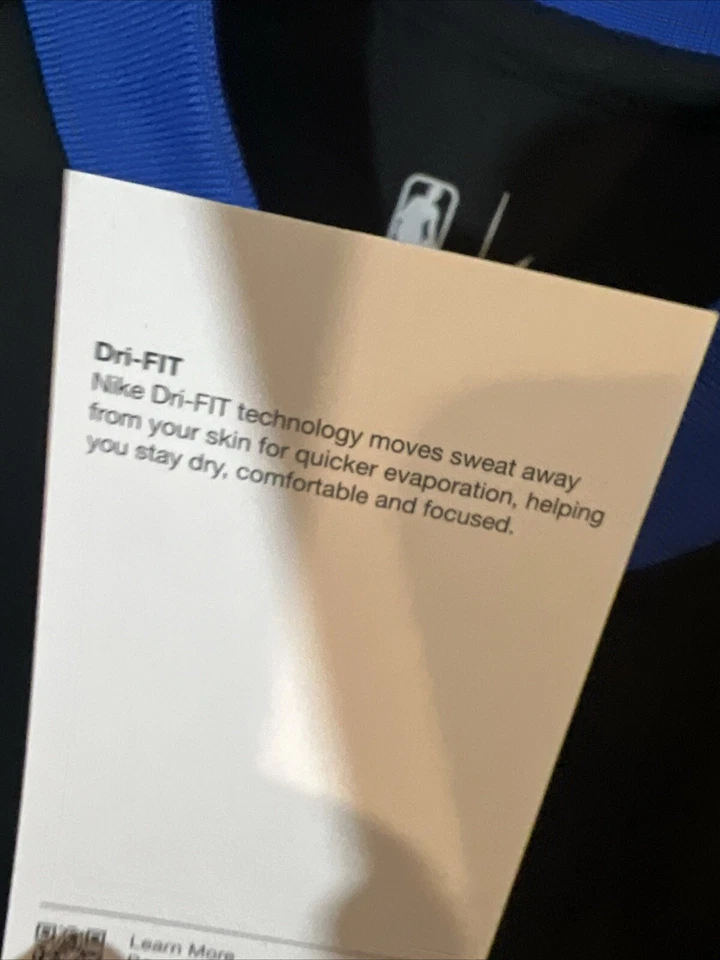 Dri-FIT
Nike Dri-FIT technology moves sweat away
from your skin for quicker evaporation, helping
you stay dry, comfortable and focused.
Learn More